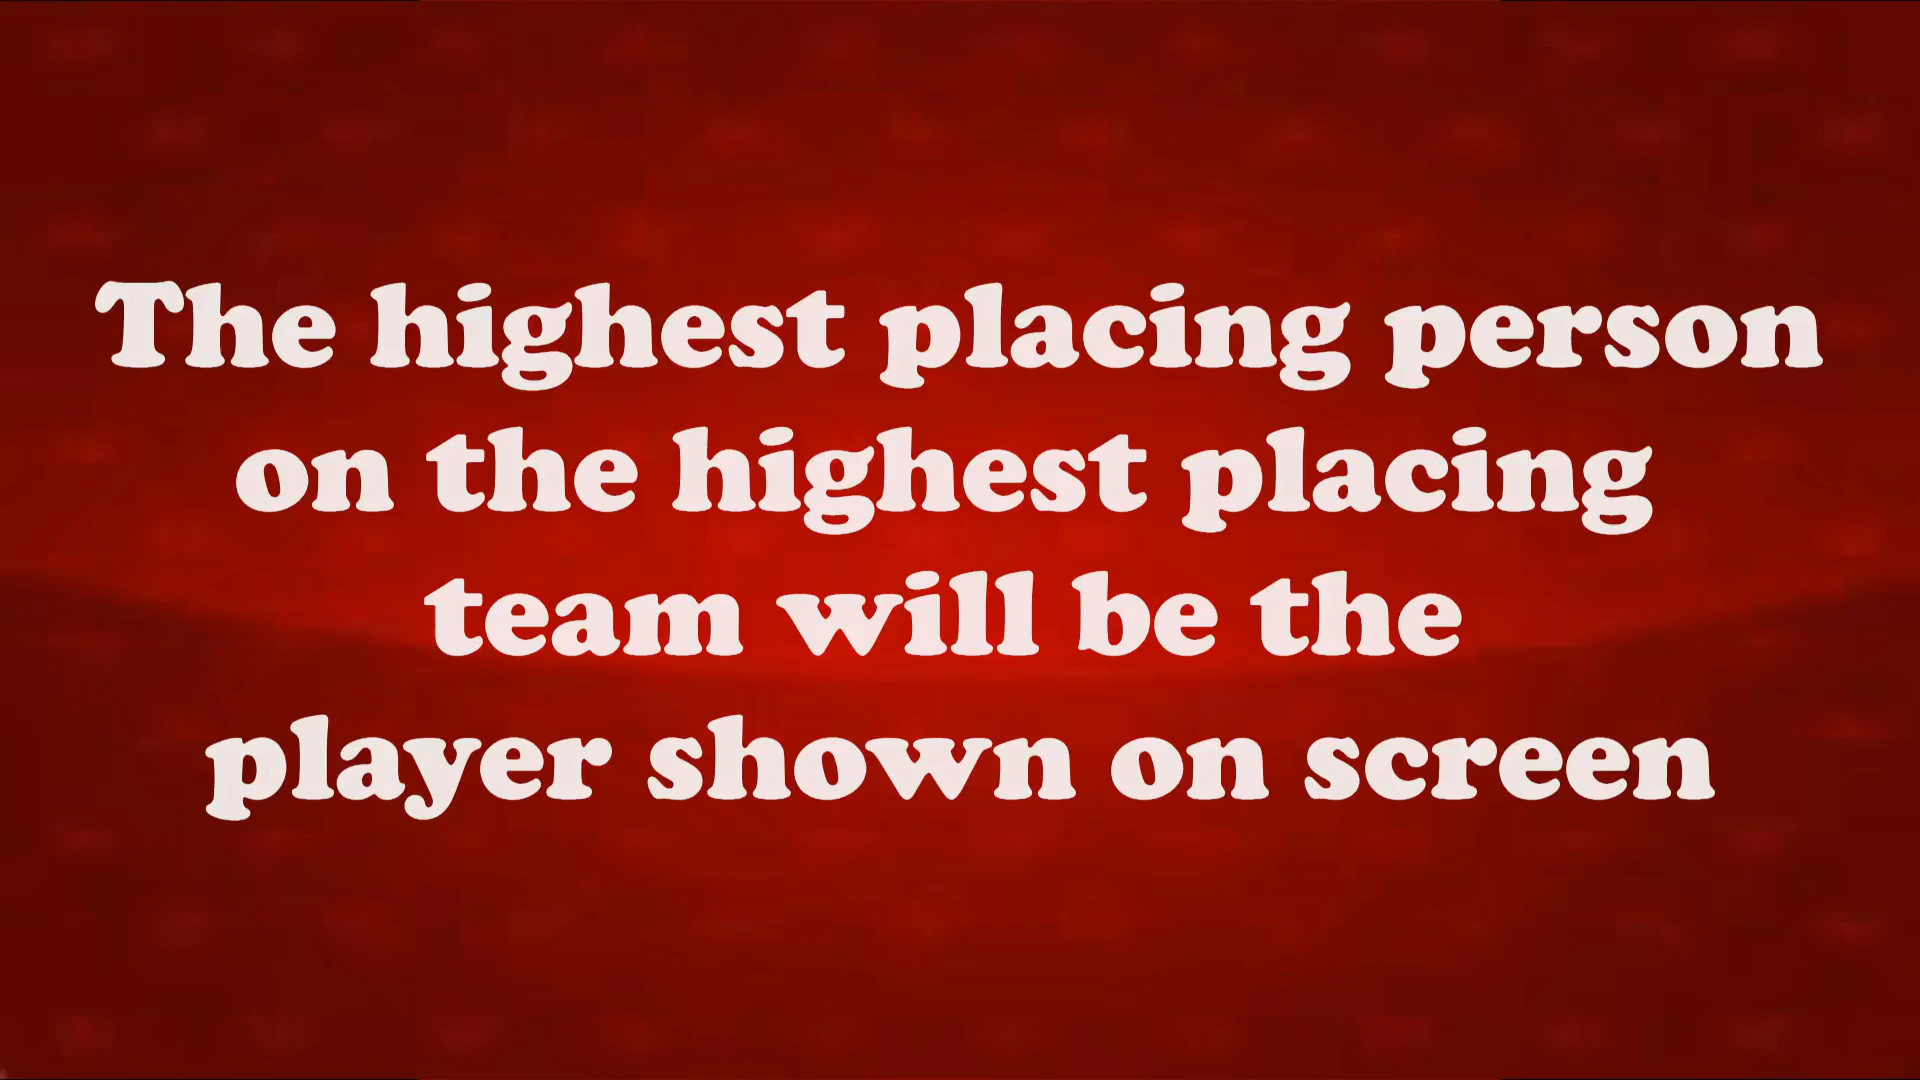 The highest placing person
on the highest placing
team will be the
player shown on screen